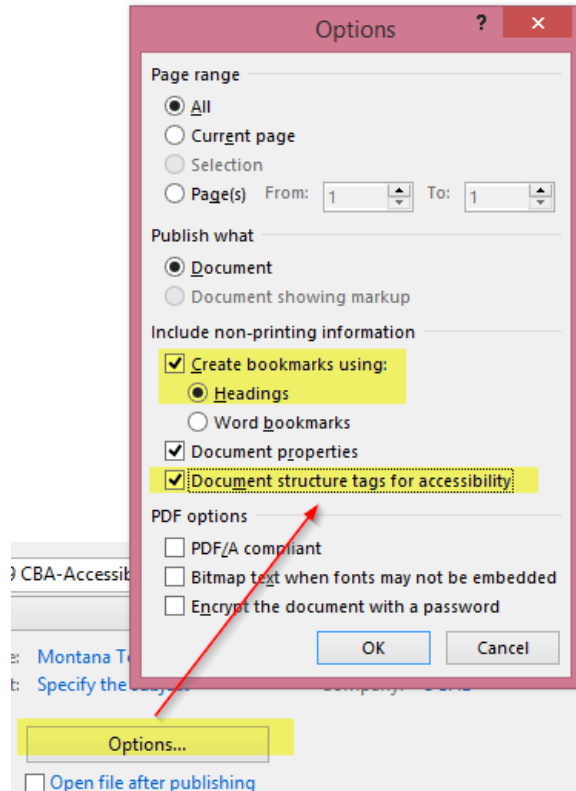 Options ? ×
Page range
All
Current page
Selection
Page(s) From: 1 To: 1
Publish what
Document
Document showing markup
Include non-printing information
Create bookmarks using:
Headings
Word bookmarks
Document properties
Document structure tags for accessibility
PDF options
PDF/A compliant
Bitmap text when fonts may not be embedded
Encrypt the document with a password
OK Cancel
9 CBA-Accessib
Montana T
Specify the
Options...
Open file after publishing